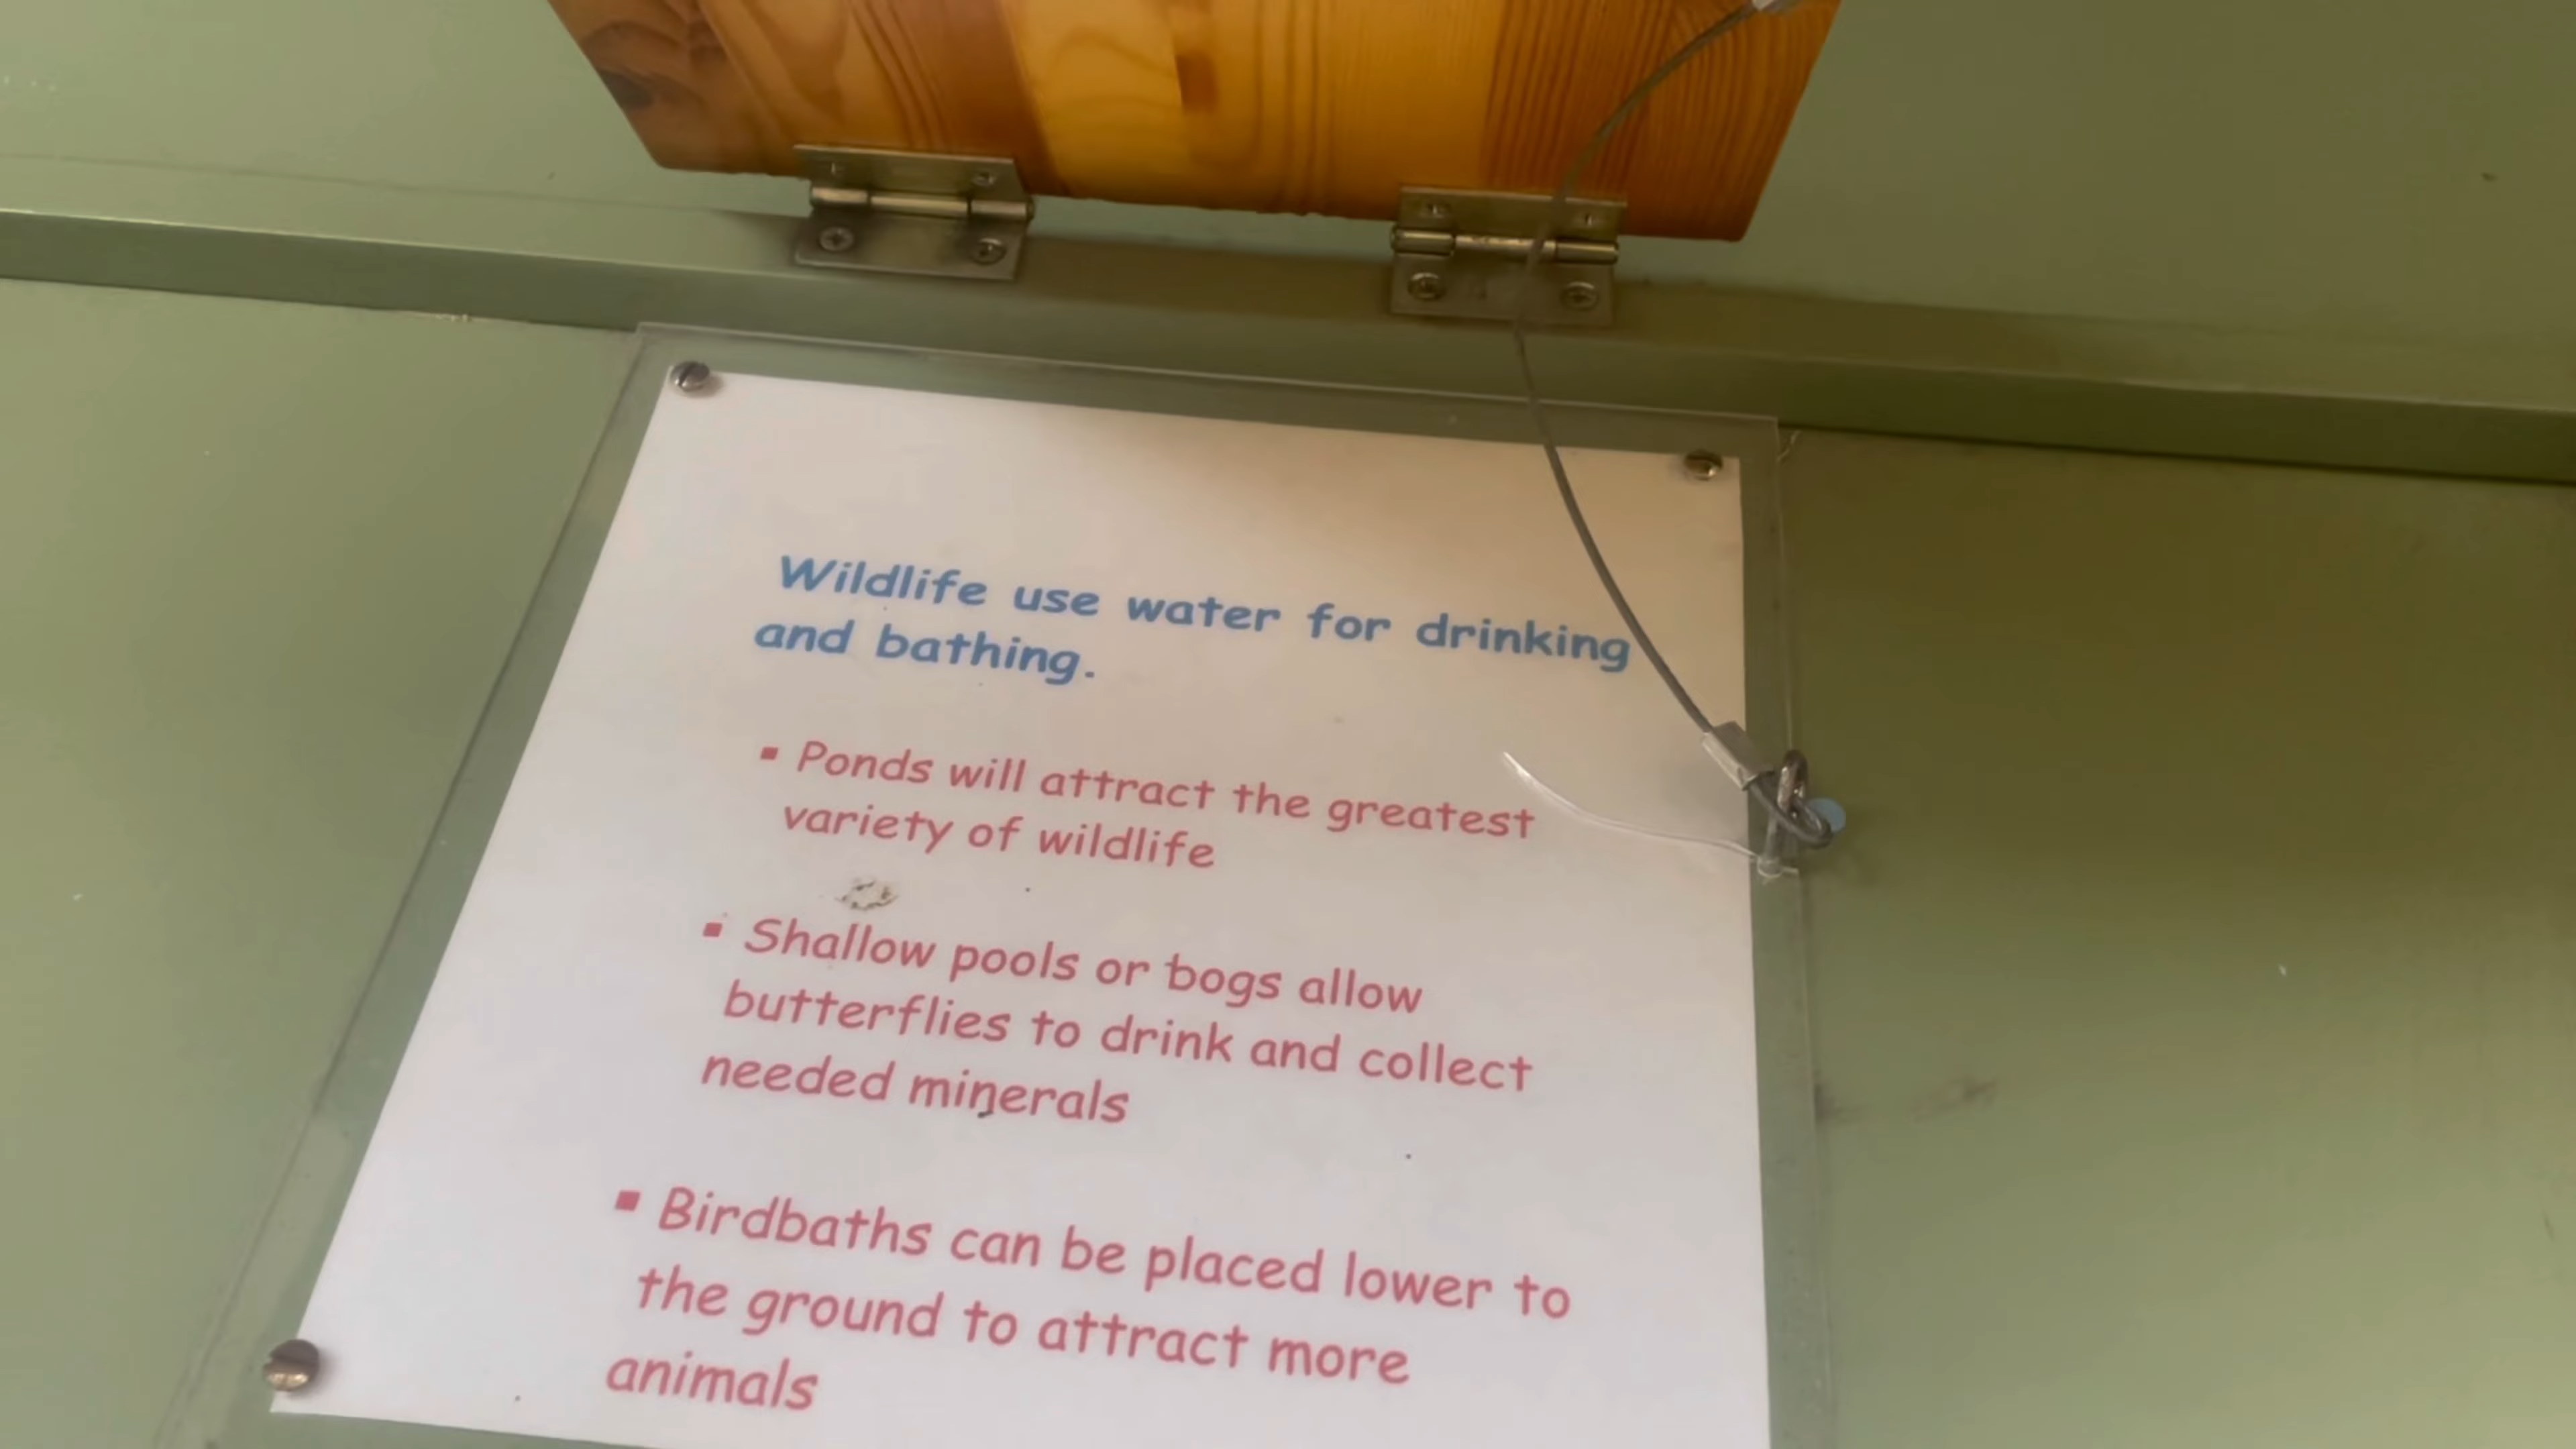 Wildlife use water for drinking
and bathing.
▪ Ponds will attract the greatest
variety of wildlife
▪ Shallow pools or bogs allow
butterflies to drink and collect
needed minerals
▪ Birdbaths can be placed lower to
the ground to attract more
animals